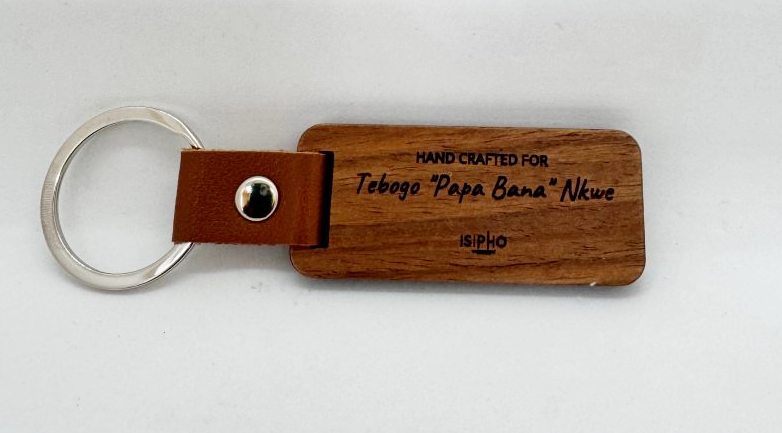 HAND CRAFTED FOR
Tebogo "Papa Bana" Nkwe
ISIPHO